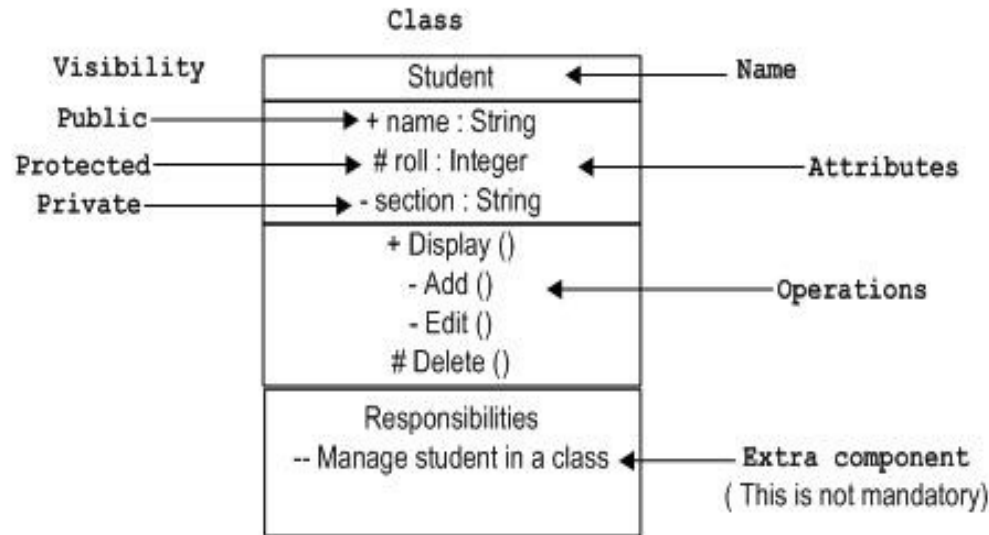 Class
Visibility
Student
Name
Public
+ name : String
Protected
# roll : Integer
Attributes
Private
- section : String
+ Display ()
- Add ()
Operations
- Edit ()
# Delete ()
Responsibilities
-- Manage student in a class
Extra component
( This is not mandatory)